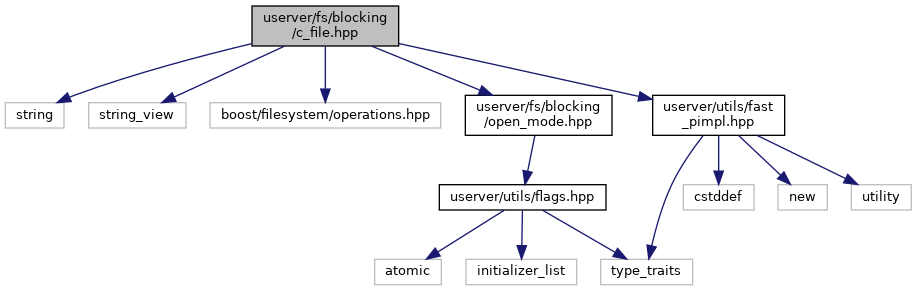 userver/fs/blocking
/c_file.hpp
string
string_view
boost/filesystem/operations.hpp
userver/fs/blocking
/open_mode.hpp
userver/utils/fast
_pimpl.hpp
userver/utils/flags.hpp
cstddef
new
utility
atomic
initializer_list
type_traits